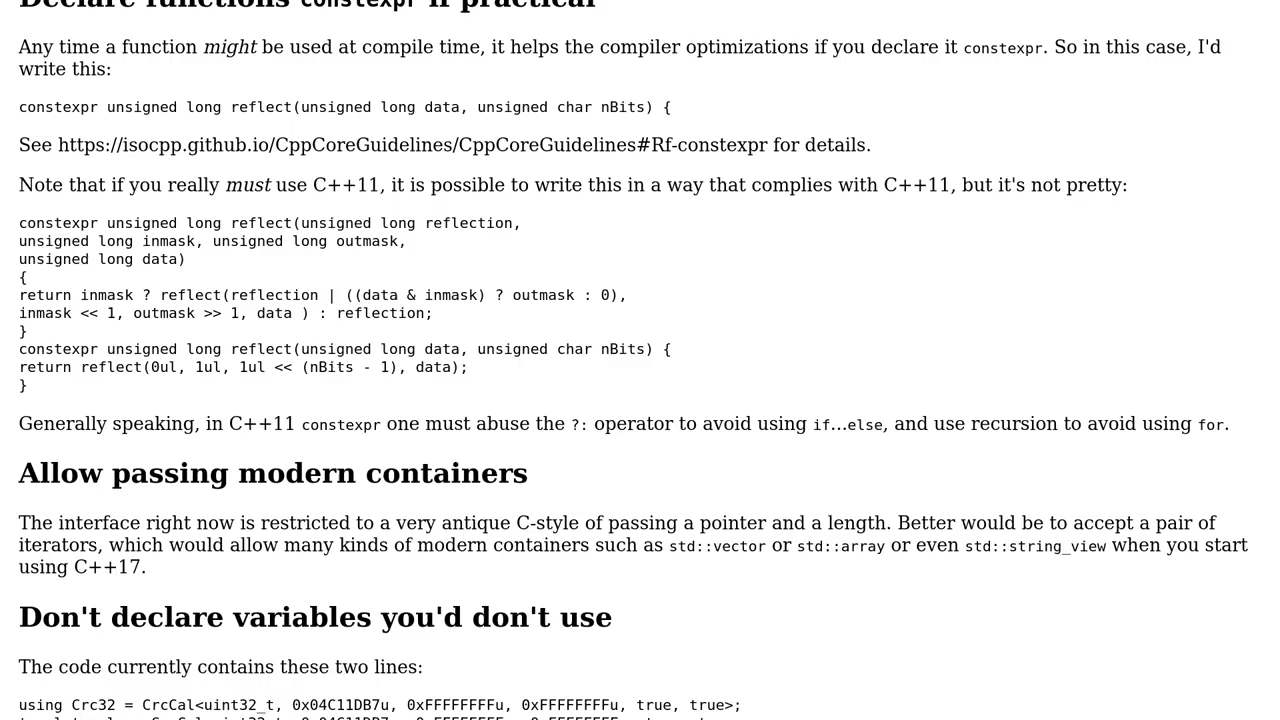 Declare functions constexpr if practical
Any time a function might be used at compile time, it helps the compiler optimizations if you declare it constexpr. So in this case, I'd
write this:
constexpr unsigned long reflect(unsigned long data, unsigned char nBits) {
See https://isocpp.github.io/CppCoreGuidelines/CppCoreGuidelines#Rf-constexpr for details.
Note that if you really must use C++11, it is possible to write this in a way that complies with C++11, but it's not pretty:
constexpr unsigned long reflect(unsigned long reflection,
unsigned long inmask, unsigned long outmask,
unsigned long data)
{
return inmask ? reflect(reflection | ((data & inmask) ? outmask : 0),
inmask << 1, outmask >> 1, data ) : reflection;
}
constexpr unsigned long reflect(unsigned long data, unsigned char nBits) {
return reflect(0ul, 1ul, 1ul << (nBits - 1), data);
}
Generally speaking, in C++11 constexpr one must abuse the ?: operator to avoid using if...else, and use recursion to avoid using for.
Allow passing modern containers
The interface right now is restricted to a very antique C-style of passing a pointer and a length. Better would be to accept a pair of
iterators, which would allow many kinds of modern containers such as std::vector or std::array or even std::string_view when you start
using C++17.
Don't declare variables you'd don't use
The code currently contains these two lines:
using Crc32 = CrcCal<uint32_t, 0x04C11DB7u, 0xFFFFFFFFu, 0xFFFFFFFFu, true, true>;